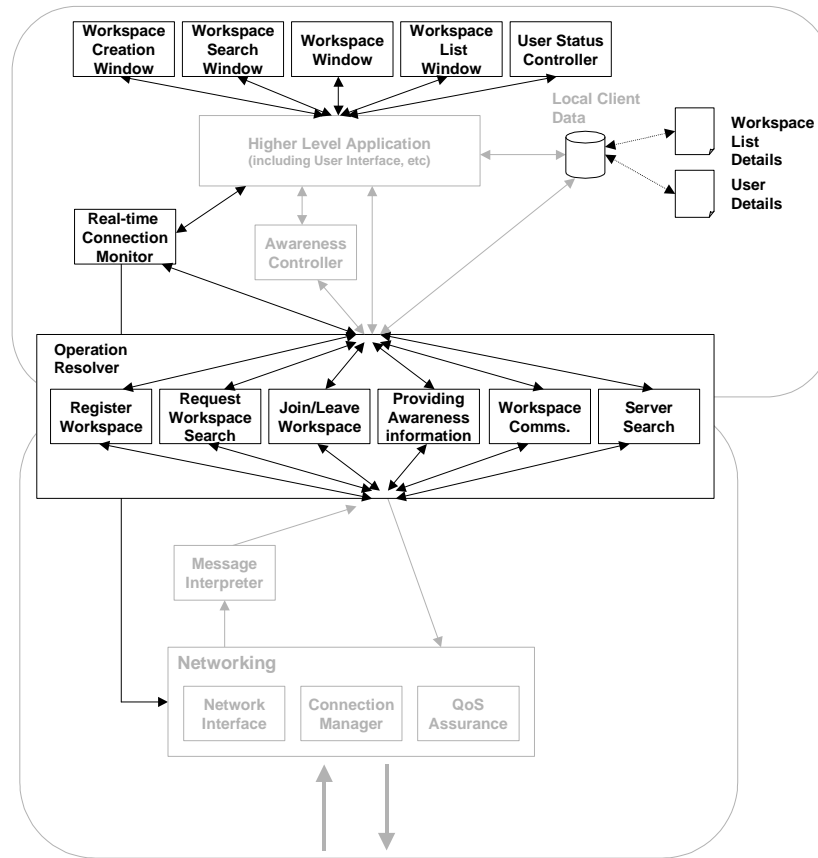 Workspace
Creation
Window
Workspace
Search
Window
Workspace
Window
Workspace
List
Window
User Status
Controller
Local Client
Data
Workspace
List
Details
User
Details
Higher Level Application
(including User Interface, etc)
Real-time
Connection
Monitor
Awareness
Controller
Operation
Resolver
Register
Workspace
Request
Workspace
Search
Join/Leave
Workspace
Providing
Awareness
information
Workspace
Comms.
Server
Search
Message
Interpreter
Networking
Network
Interface
Connection
Manager
QoS
Assurance